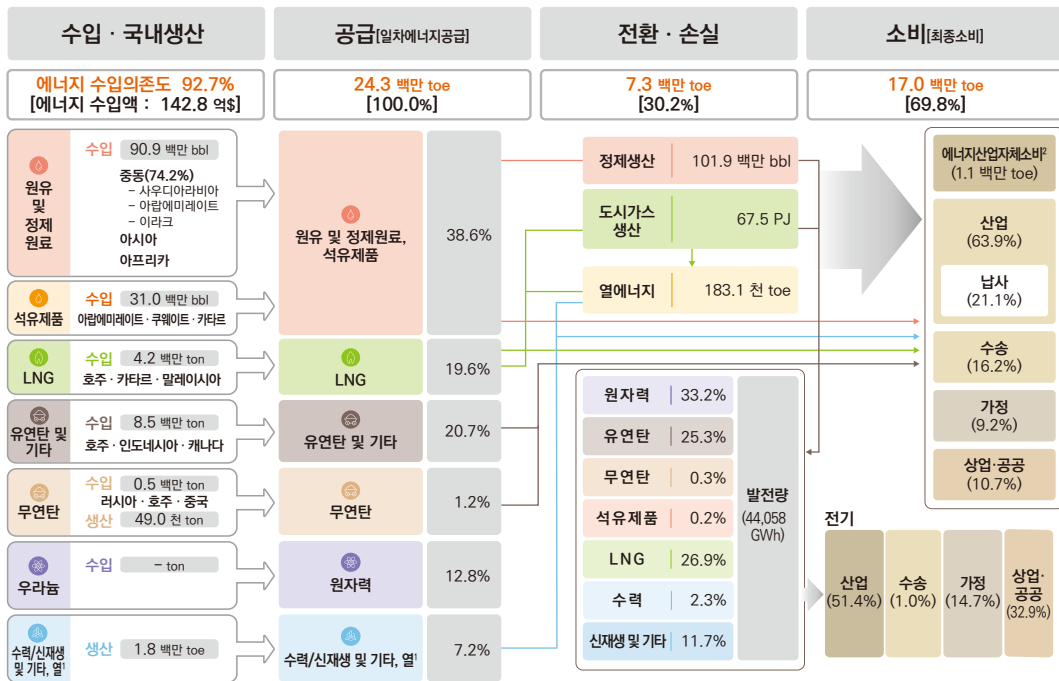 수입 · 국내생산
공급[일차에너지공급]
전환 · 손실
소비[최종소비]
에너지 수입의존도 92.7%
[에너지 수입액 : 142.8 억$]
24.3 백만 toe
[100.0%]
7.3 백만 toe
[30.2%]
17.0 백만 toe
[69.8%]
원유
및
정제
원료
수입 90.9 백만 bbl
중동(74.2%)
– 사우디아라비아
– 아랍에미레이트
– 이라크
아시아
아프리카
석유제품
수입 31.0 백만 bbl
아랍에미레이트 · 쿠웨이트 · 카타르
LNG
수입 4.2 백만 ton
호주 · 카타르 · 말레이시아
유연탄 및
기타
수입 8.5 백만 ton
호주 · 인도네시아 · 캐나다
무연탄
수입 0.5 백만 ton
러시아 · 호주 · 중국
생산 49.0 천 ton
우라늄
수입 – ton
수력/신재생
및 기타, 열¹
생산 1.8 백만 toe
원유 및 정제원료,
석유제품
38.6%
LNG
19.6%
유연탄 및 기타
20.7%
무연탄
1.2%
원자력
12.8%
수력/신재생 및 기타, 열¹
7.2%
정제생산 101.9 백만 bbl
도시가스
생산
67.5 PJ
열에너지 183.1 천 toe
원자력 33.2%
유연탄 25.3%
무연탄 0.3%
석유제품 0.2%
LNG 26.9%
수력 2.3%
신재생 및 기타 11.7%
발전량
(44,058
GWh)
에너지산업자체소비²
(1.1 백만 toe)
산업
(63.9%)
납사
(21.1%)
수송
(16.2%)
가정
(9.2%)
상업·공공
(10.7%)
전기
산업
(51.4%)
수송
(1.0%)
가정
(14.7%)
상업·
공공
(32.9%)